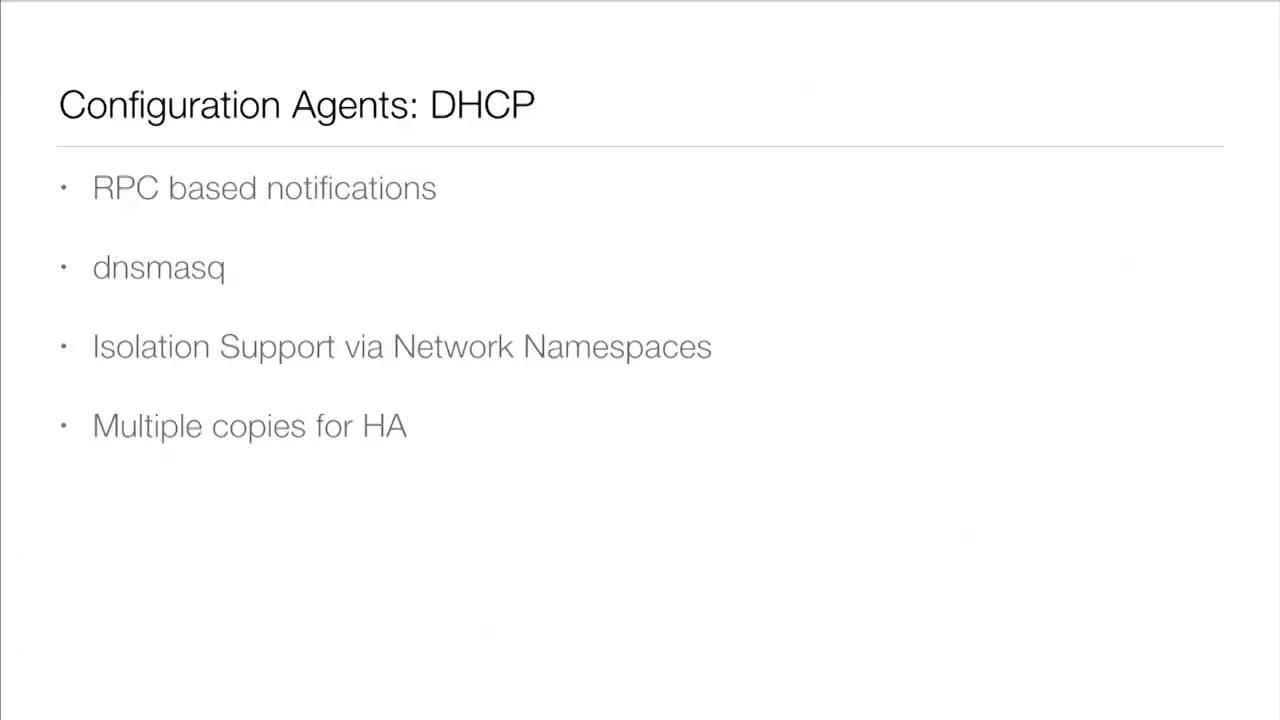 Configuration Agents: DHCP
• RPC based notifications
• dnsmasq
• Isolation Support via Network Namespaces
• Multiple copies for HA